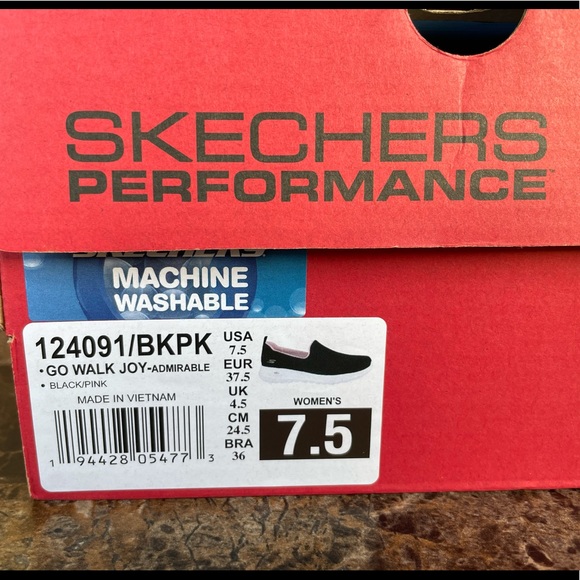 SKECHERS
PERFORMANCE
SKECHERS
MACHINE
WASHABLE
124091/BKPK
•GO WALK JOY-ADMIRABLE
• BLACK/PINK
MADE IN VIETNAM
1 94428 05477 3
USA
7.5
EUR
37.5
UK
4.5
CM
24.5
BRA
36
WOMEN'S
7.5